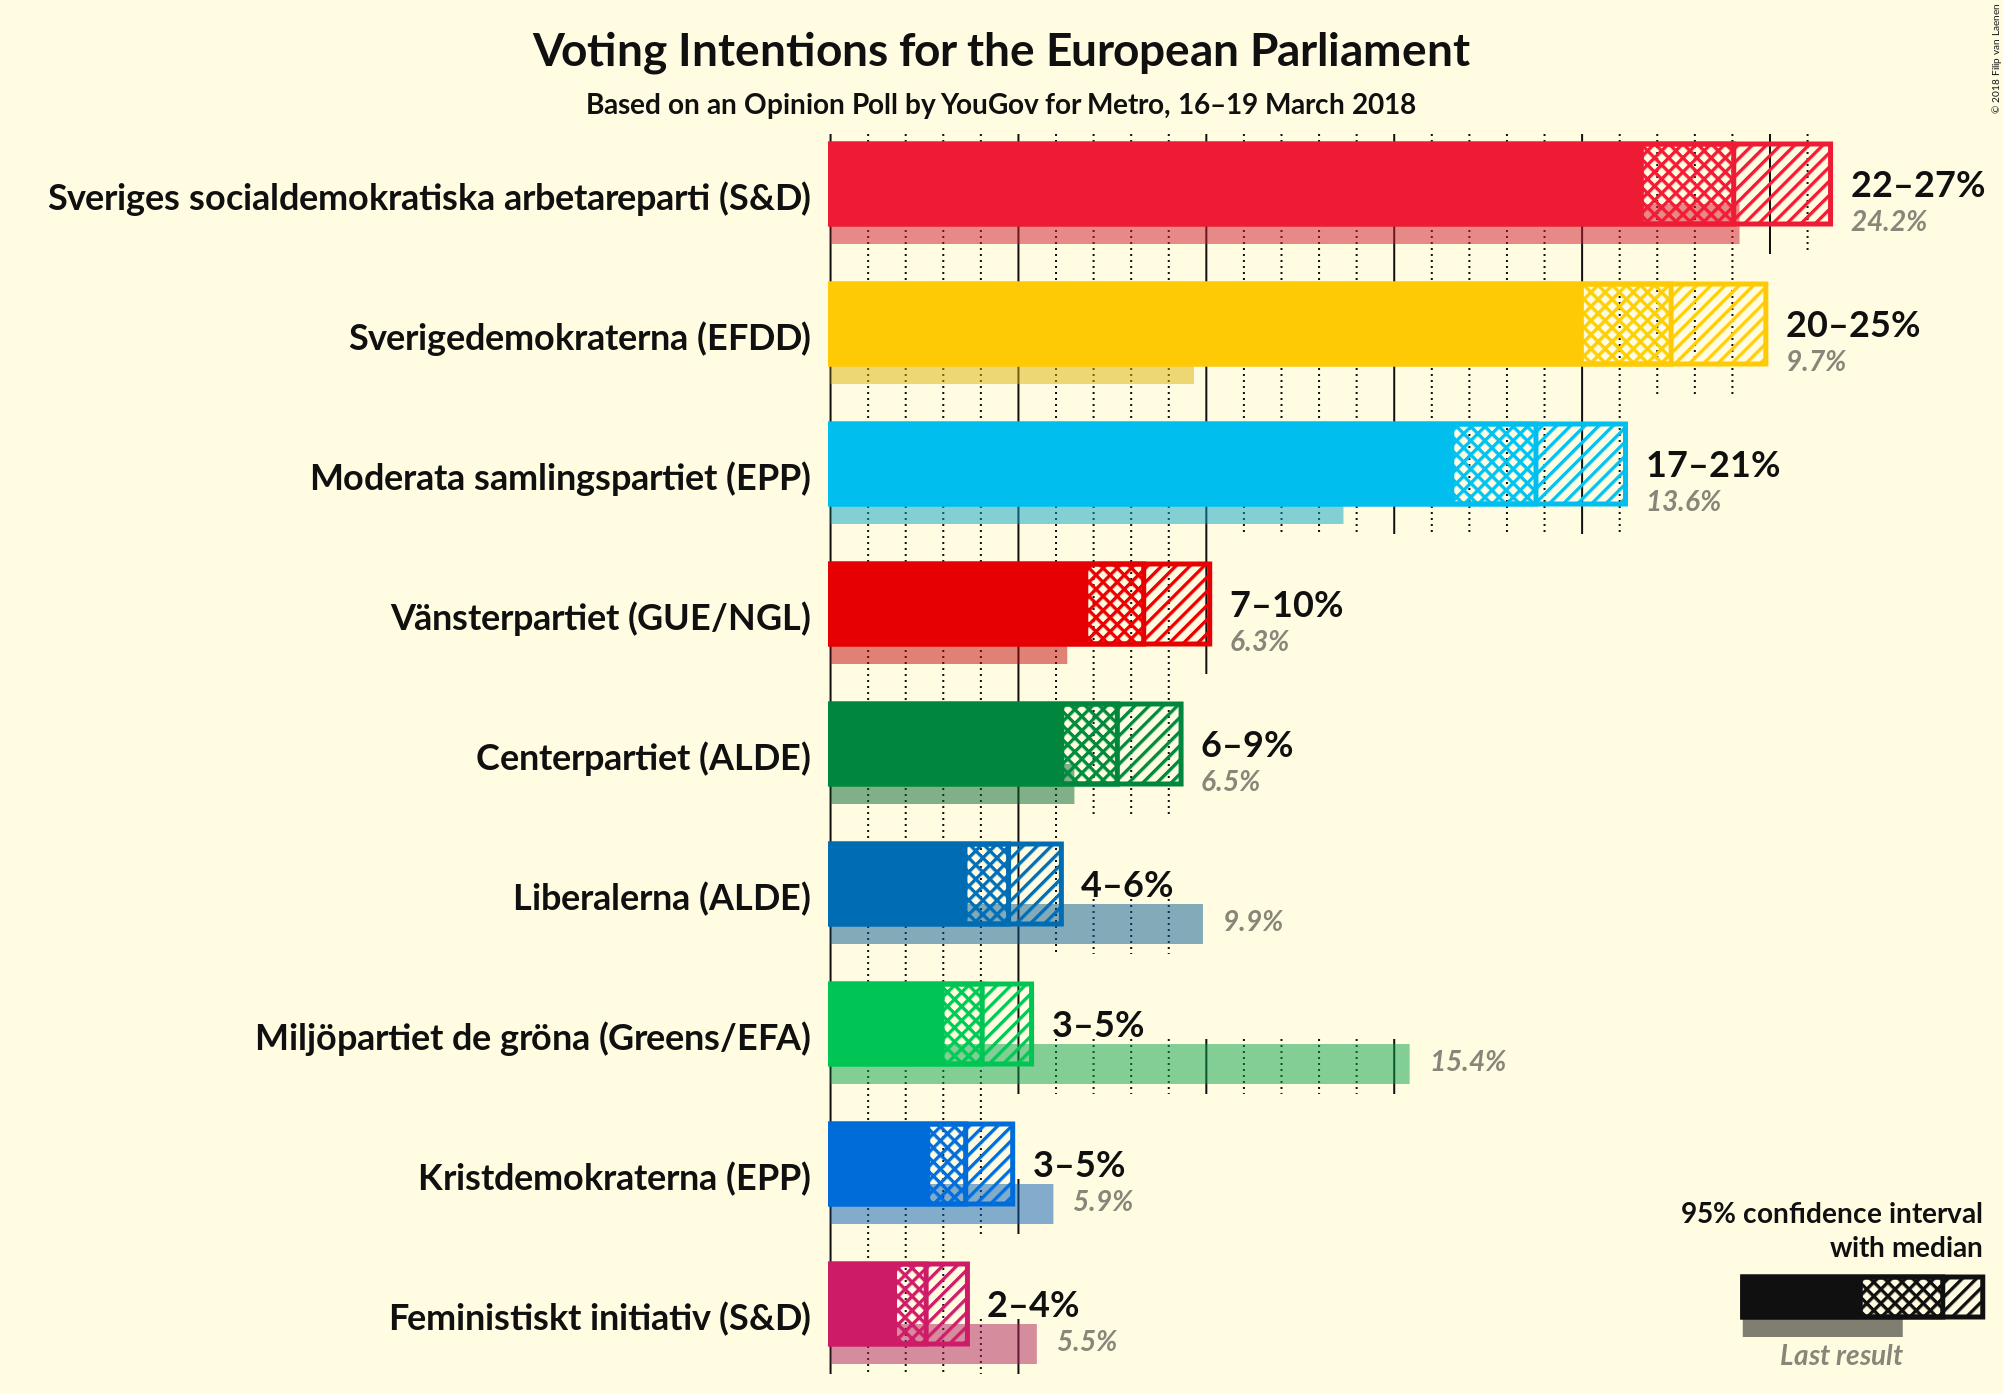 Voting Intentions for the European Parliament
Based on an Opinion Poll by YouGov for Metro, 16–19 March 2018
© 2018 Filip van Laenen
Sveriges socialdemokratiska arbetareparti (S&D)
22–27%
24.2%
Sverigedemokraterna (EFDD)
20–25%
9.7%
Moderata samlingspartiet (EPP)
17–21%
13.6%
Vänsterpartiet (GUE/NGL)
7–10%
6.3%
Centerpartiet (ALDE)
6–9%
6.5%
Liberalerna (ALDE)
4–6%
9.9%
Miljöpartiet de gröna (Greens/EFA)
3–5%
15.4%
Kristdemokraterna (EPP)
3–5%
5.9%
Feministiskt initiativ (S&D)
2–4%
5.5%
95% confidence interval
with median
Last result